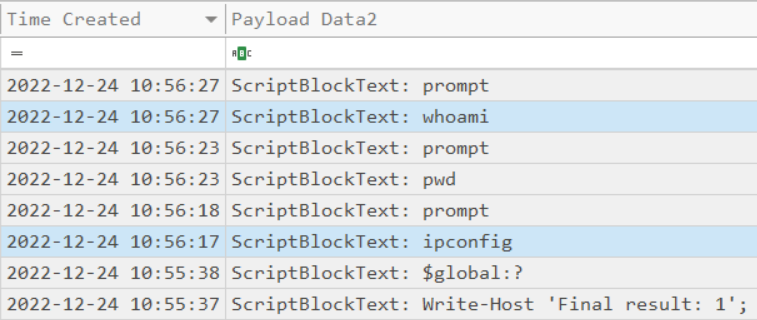 Time Created Payload Data2
= ABC
2022-12-24 10:56:27 ScriptBlockText: prompt
2022-12-24 10:56:27 ScriptBlockText: whoami
2022-12-24 10:56:23 ScriptBlockText: prompt
2022-12-24 10:56:23 ScriptBlockText: pwd
2022-12-24 10:56:18 ScriptBlockText: prompt
2022-12-24 10:56:17 ScriptBlockText: ipconfig
2022-12-24 10:55:38 ScriptBlockText: $global:?
2022-12-24 10:55:37 ScriptBlockText: Write-Host 'Final result: 1';